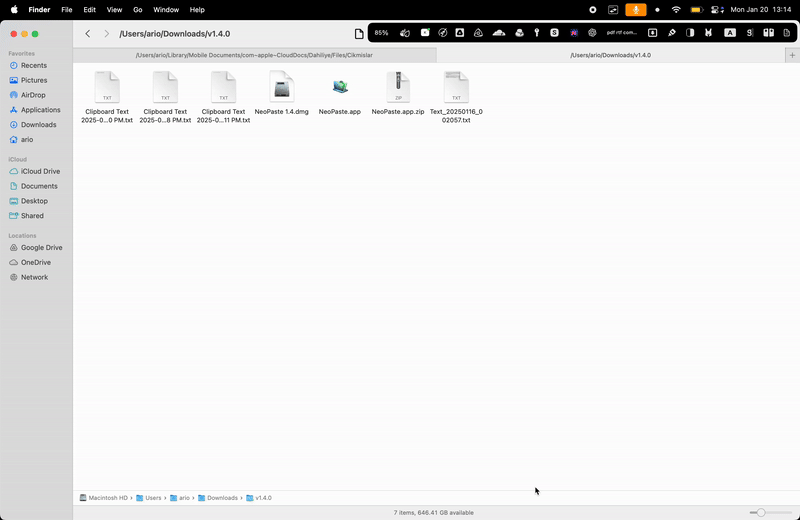 Finder File Edit View Go Window Help
Mon Jan 20 13:14
/Users/ario/Downloads/v1.4.0
85%
pdf rtf com...
/Users/ario/Library/Mobile Documents/com~apple~CloudDocs/Dahiliye/Files/Cikmislar
/Users/ario/Downloads/v1.4.0
Favorites
Recents
Pictures
AirDrop
Applications
Downloads
ario
iCloud
iCloud Drive
Documents
Desktop
Shared
Locations
Google Drive
OneDrive
Network
TXT
Clipboard Text
2025-0...0 PM.txt
TXT
Clipboard Text
2025-0...8 PM.txt
TXT
Clipboard Text
2025-0...11 PM.txt
NeoPaste 1.4.dmg
NeoPaste.app
ZIP
NeoPaste.app.zip
TXT
Text_20250116_0
02057.txt
Macintosh HD › Users › ario › Downloads › v1.4.0
7 items, 646.41 GB available